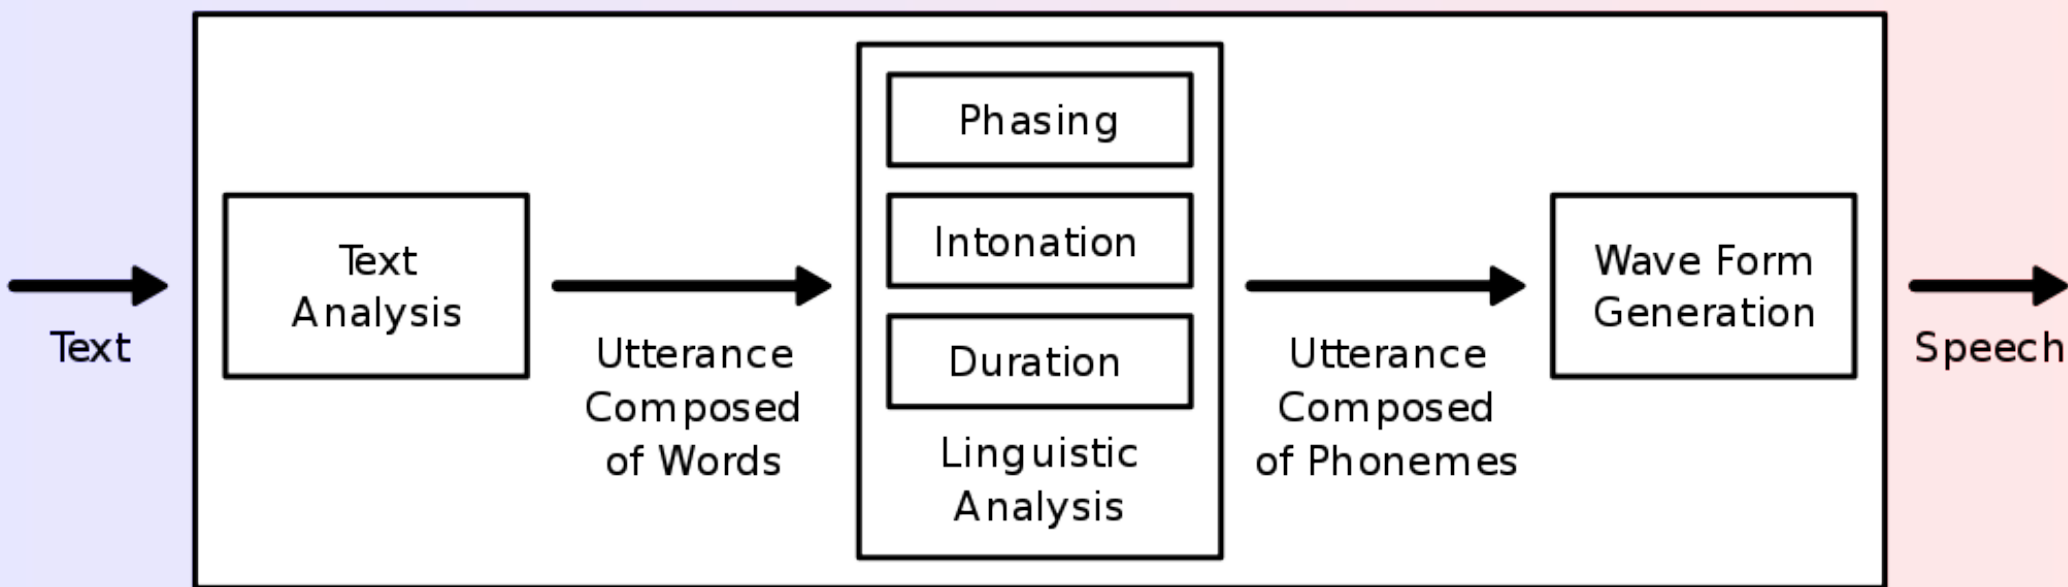 Text
Text
Analysis
Utterance
Composed
of Words
Phasing
Intonation
Duration
Linguistic
Analysis
Utterance
Composed
of Phonemes
Wave Form
Generation
Speech